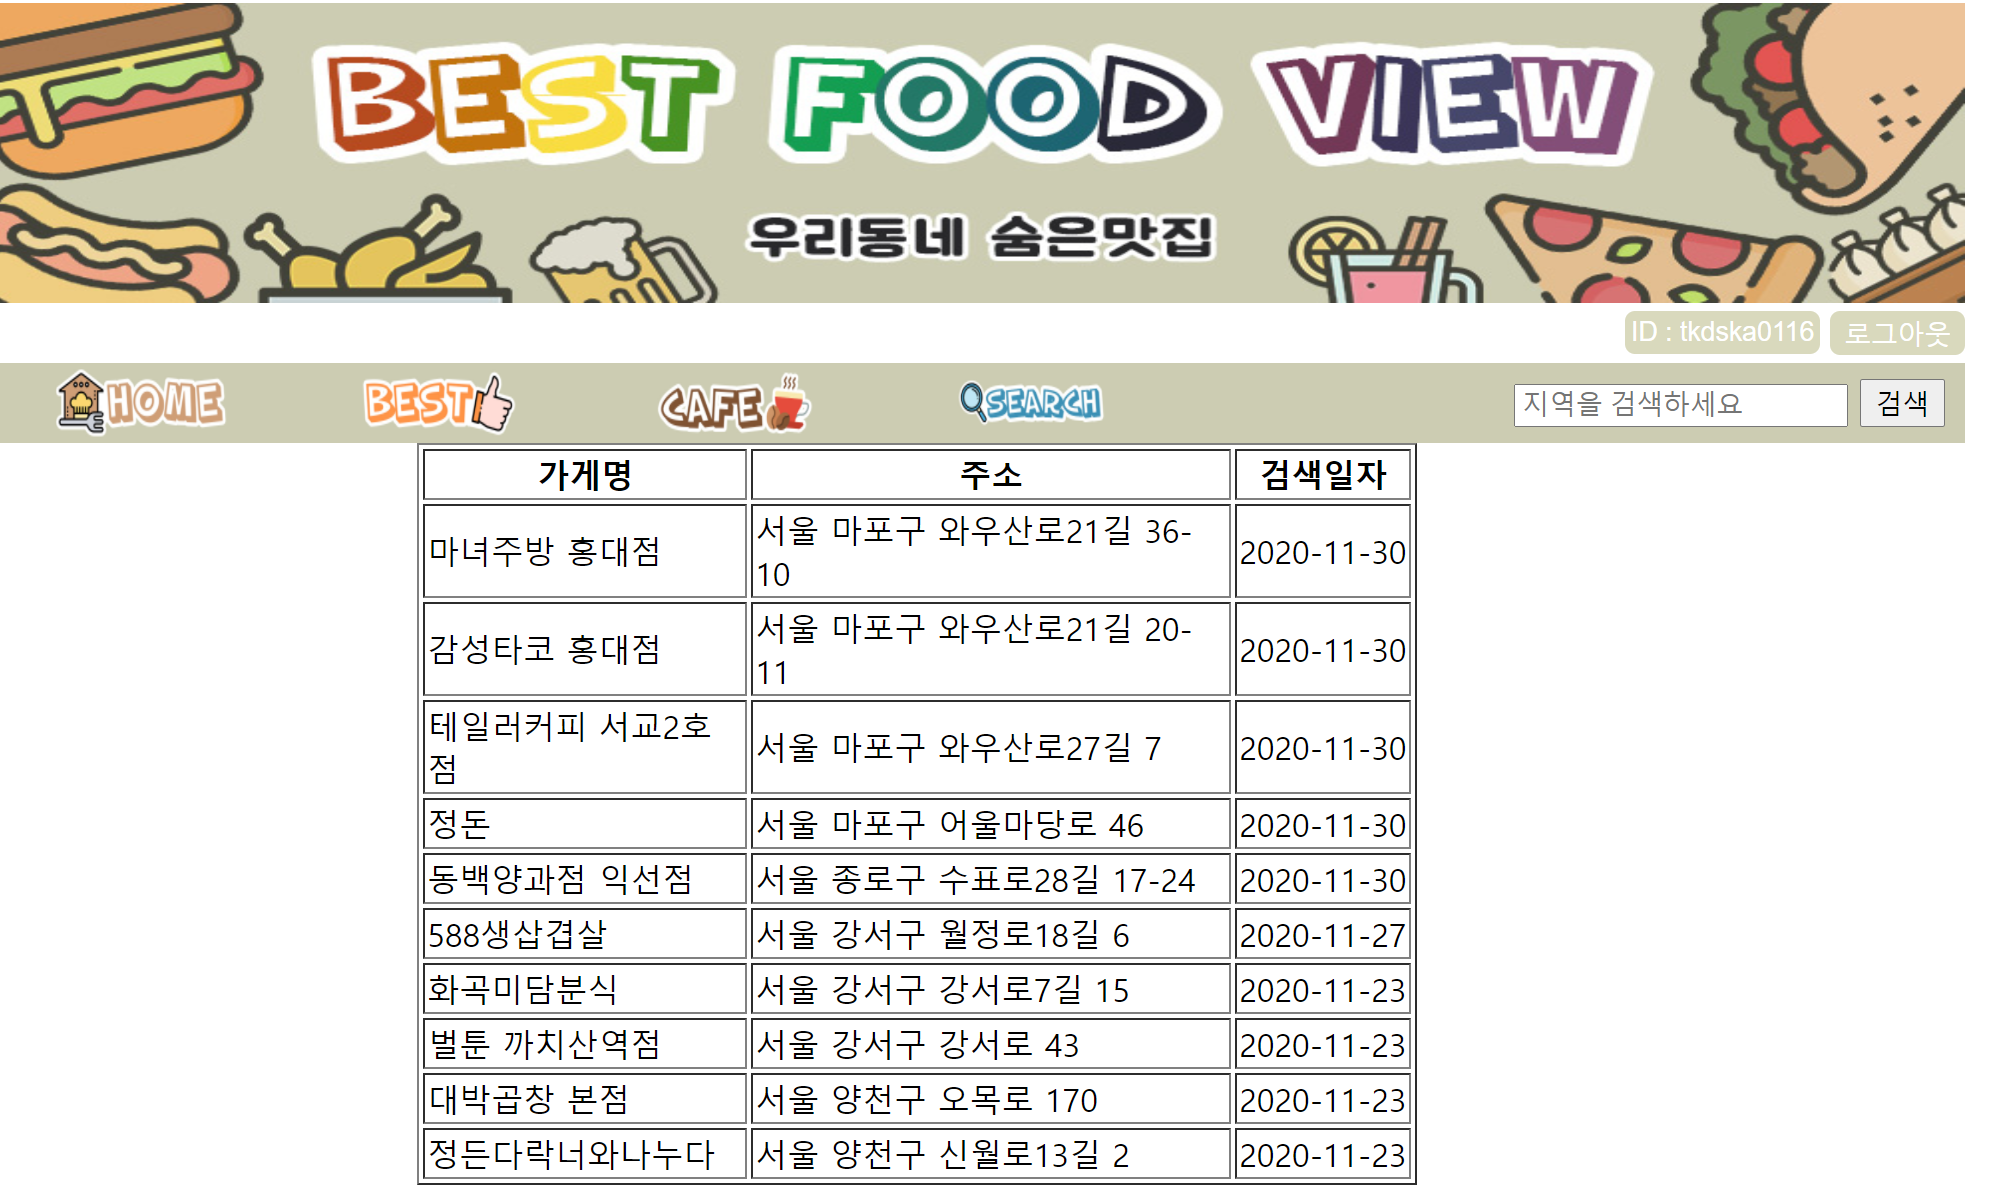 BEST FOOD VIEW
우리동네 숨은맛집
ID : tkdska0116 로그아웃
HOME BEST CAFE SEARCH 지역을 검색하세요 검색
가게명 주소 검색일자
마녀주방 홍대점 서울 마포구 와우산로21길 36-
10 2020-11-30
감성타코 홍대점 서울 마포구 와우산로21길 20-
11 2020-11-30
테일러커피 서교2호
점 서울 마포구 와우산로27길 7 2020-11-30
정돈 서울 마포구 어울마당로 46 2020-11-30
동백양과점 익선점 서울 종로구 수표로28길 17-24 2020-11-30
588생삽겹살 서울 강서구 월정로18길 6 2020-11-27
화곡미담분식 서울 강서구 강서로7길 15 2020-11-23
벌툰 까치산역점 서울 강서구 강서로 43 2020-11-23
대박곱창 본점 서울 양천구 오목로 170 2020-11-23
정든다락너와나누다 서울 양천구 신월로13길 2 2020-11-23